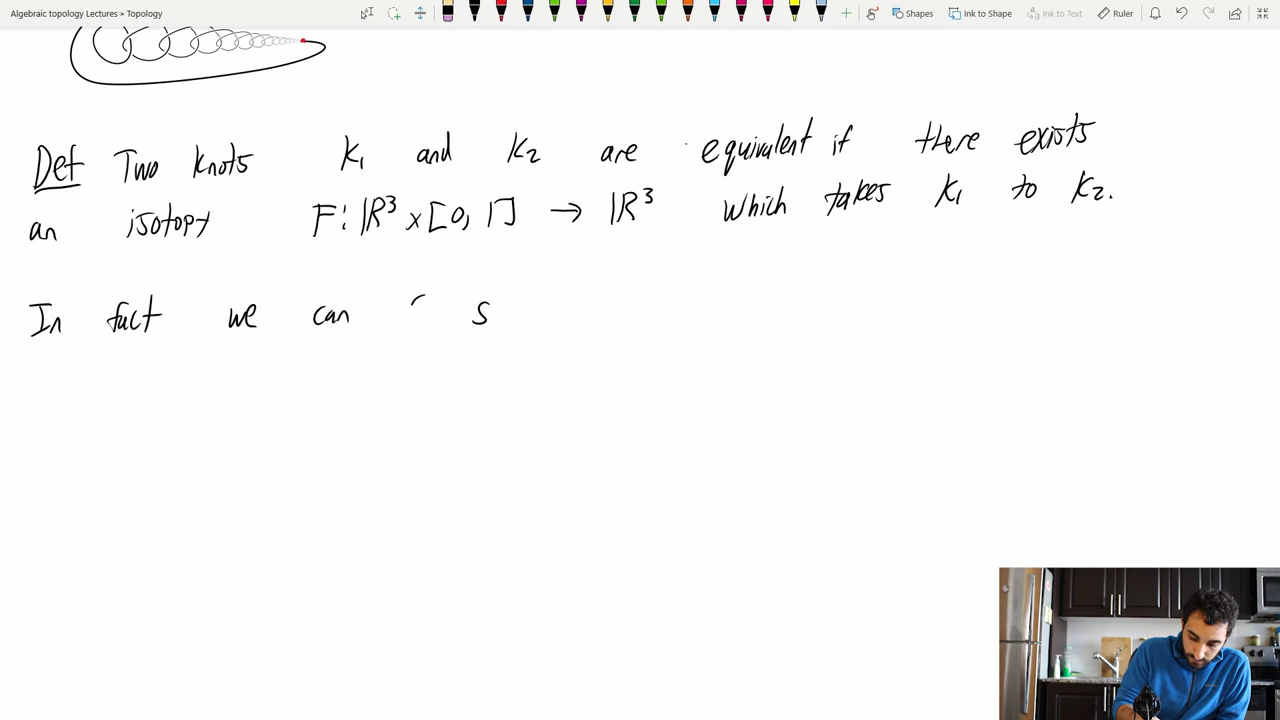 Algebraic topology Lectures » Topology
Shapes
Ink to Shape
Ink to Text
Ruler
Def Two knots K₁ and K₂ are equivalent if there exists
an isotopy F: ℝ³ × [0, 1] → ℝ³ which takes K₁ to K₂.
In fact we can s